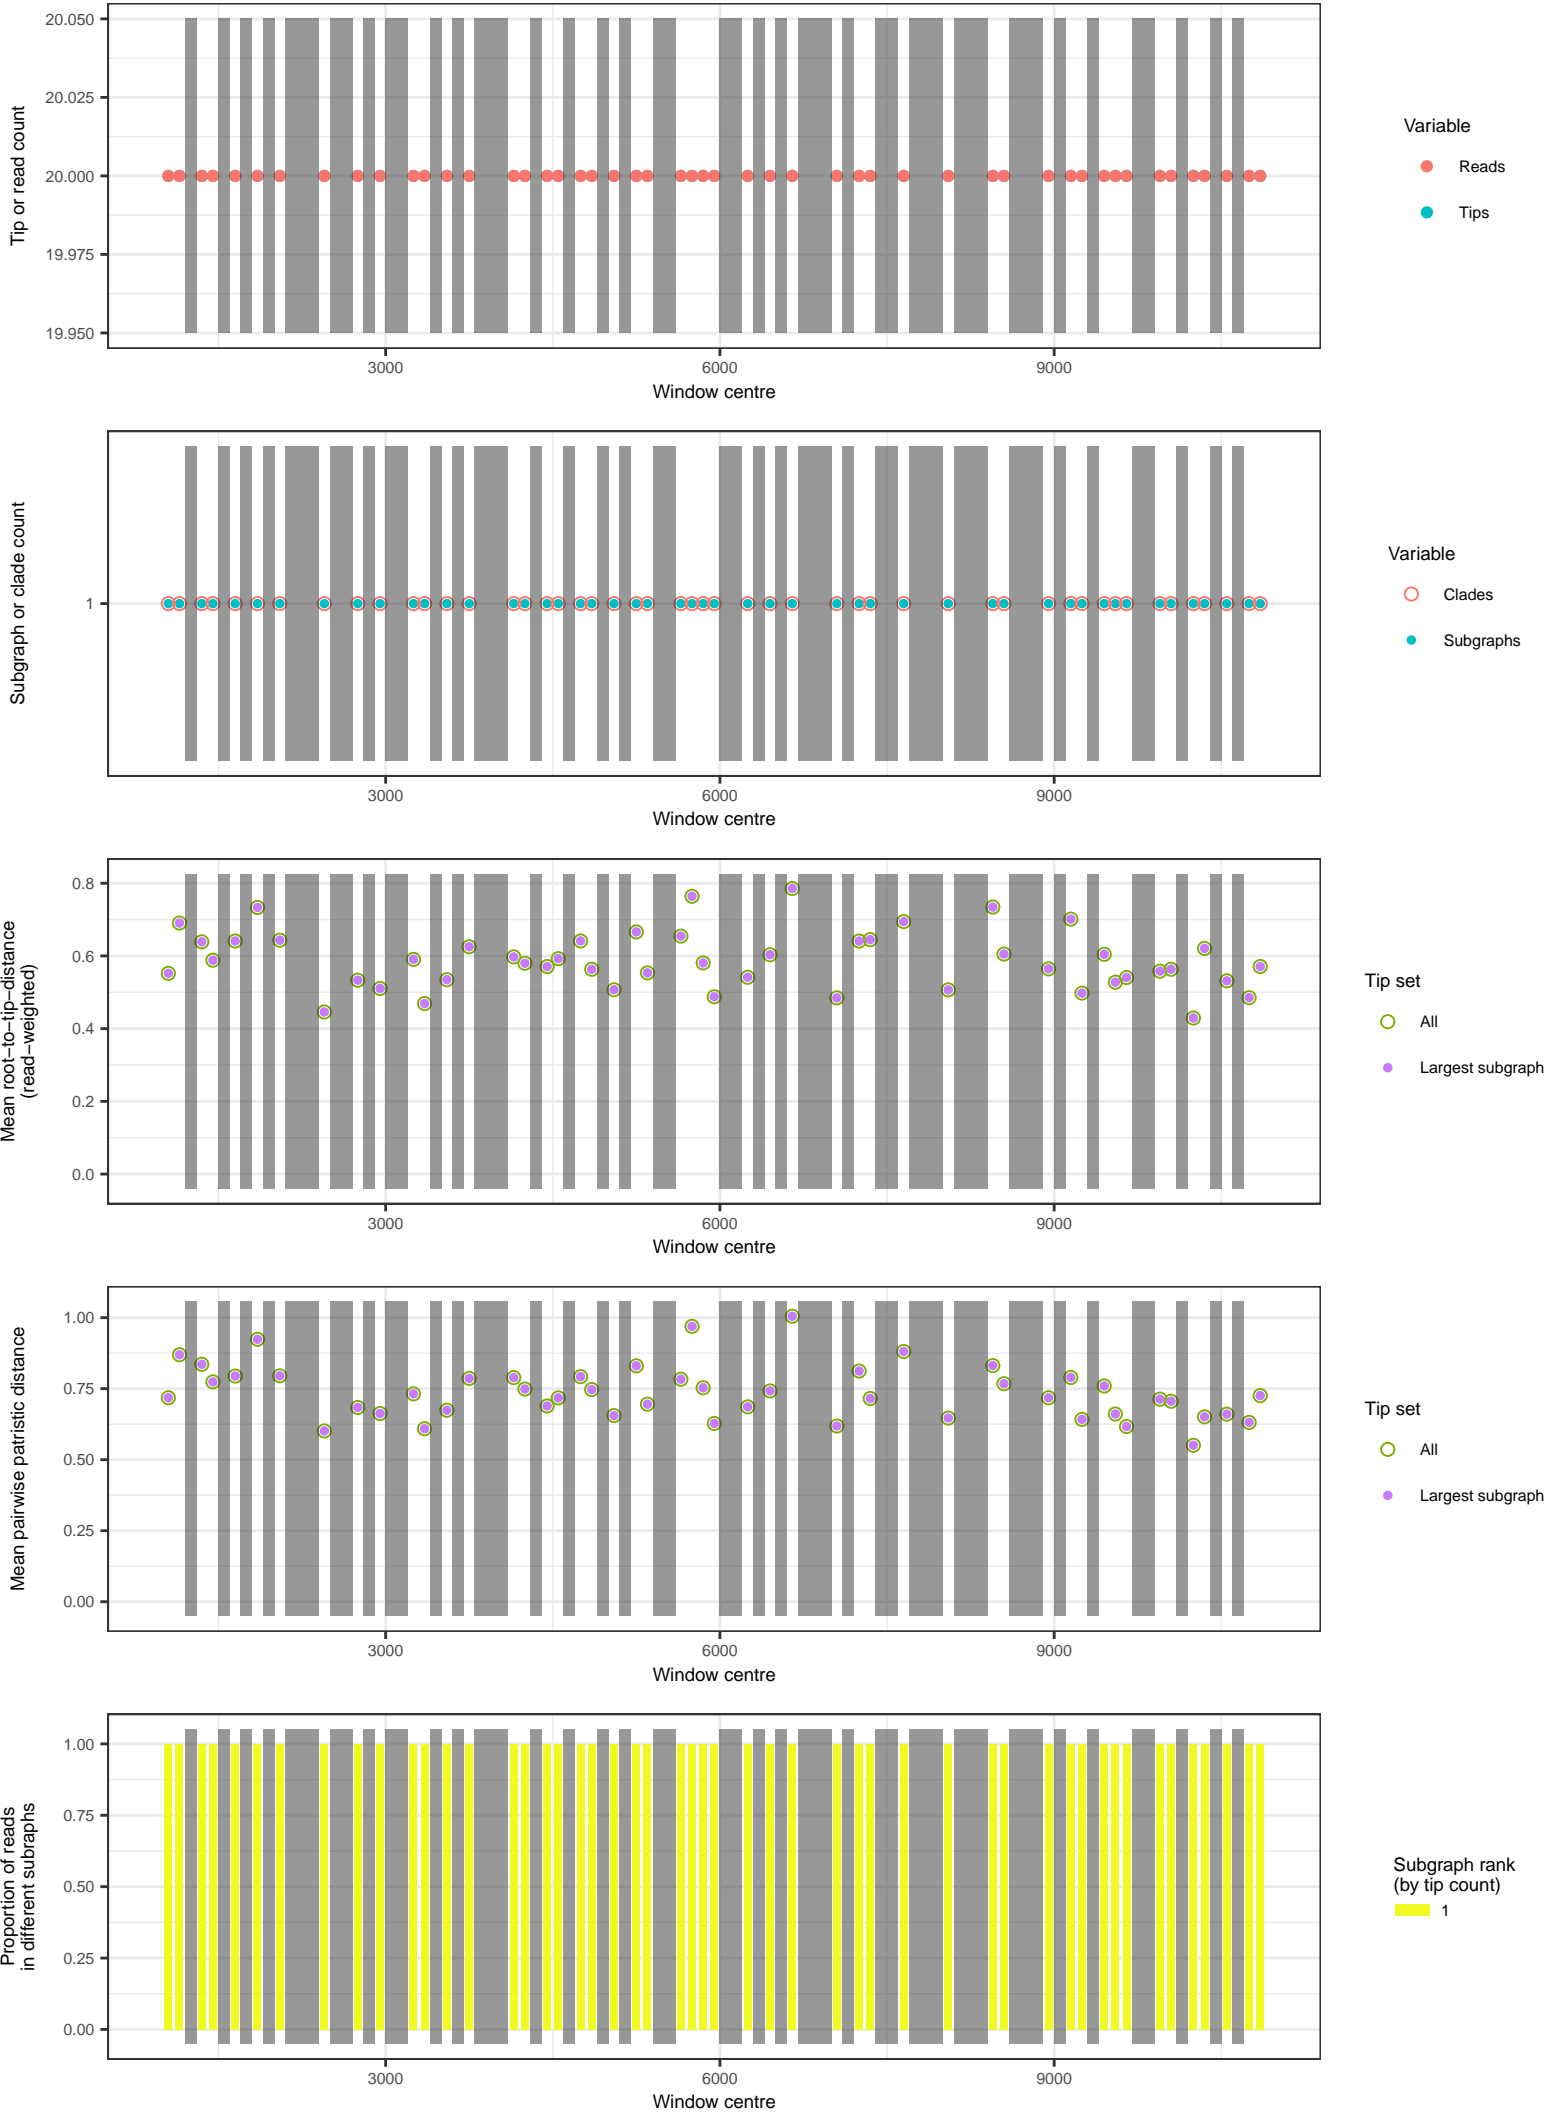 20.050
20.025
20.000
19.975
19.950
Tip or read count
3000 6000 9000
Window centre
Variable
Reads
Tips
1
Subgraph or clade count
3000 6000 9000
Window centre
Variable
Clades
Subgraphs
0.8
0.6
0.4
0.2
0.0
Mean root−to−tip−distance
(read−weighted)
3000 6000 9000
Window centre
Tip set
All
Largest subgraph
1.00
0.75
0.50
0.25
0.00
Mean pairwise patristic distance
3000 6000 9000
Window centre
Tip set
All
Largest subgraph
1.00
0.75
0.50
0.25
0.00
Proportion of reads
in different subraphs
3000 6000 9000
Window centre
Subgraph rank
(by tip count)
1